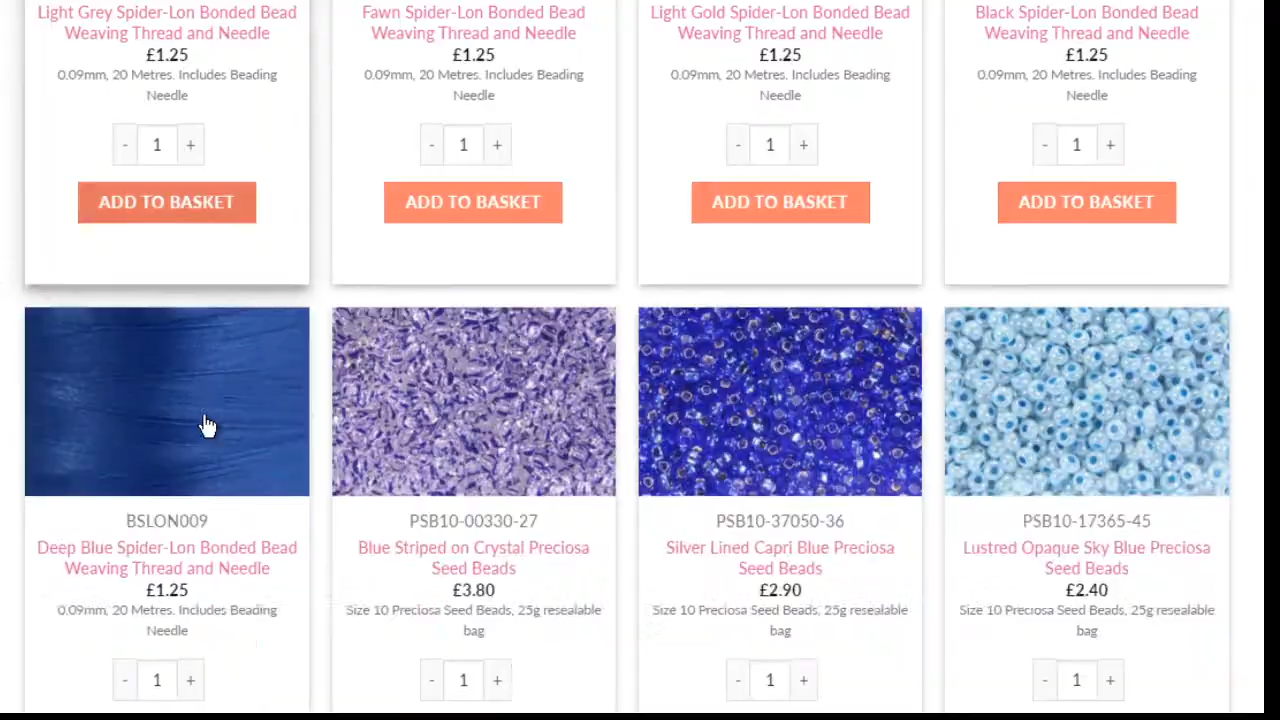 Light Grey Spider-Lon Bonded Bead
Weaving Thread and Needle
£1.25
0.09mm, 20 Metres. Includes Beading
Needle
- 1 +
ADD TO BASKET
Fawn Spider-Lon Bonded Bead
Weaving Thread and Needle
£1.25
0.09mm, 20 Metres. Includes Beading
Needle
- 1 +
ADD TO BASKET
Light Gold Spider-Lon Bonded Bead
Weaving Thread and Needle
£1.25
0.09mm, 20 Metres. Includes Beading
Needle
- 1 +
ADD TO BASKET
Black Spider-Lon Bonded Bead
Weaving Thread and Needle
£1.25
0.09mm, 20 Metres. Includes Beading
Needle
- 1 +
ADD TO BASKET
BSLON009
Deep Blue Spider-Lon Bonded Bead
Weaving Thread and Needle
£1.25
0.09mm, 20 Metres. Includes Beading
Needle
- 1 +
PSB10-00330-27
Blue Striped on Crystal Preciosa
Seed Beads
£3.80
Size 10 Preciosa Seed Beads, 25g resealable
bag
- 1 +
PSB10-37050-36
Silver Lined Capri Blue Preciosa
Seed Beads
£2.90
Size 10 Preciosa Seed Beads, 25g resealable
bag
- 1 +
PSB10-17365-45
Lustred Opaque Sky Blue Preciosa
Seed Beads
£2.40
Size 10 Preciosa Seed Beads, 25g resealable
bag
- 1 +